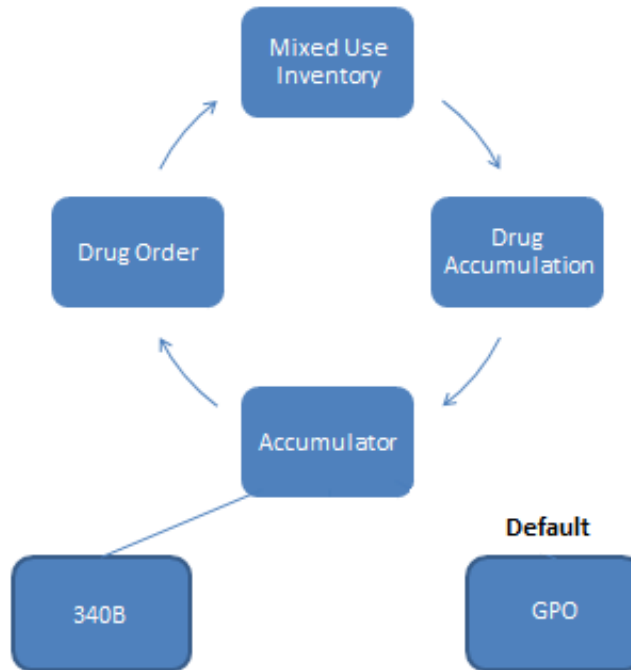 Mixed Use
Inventory
Drug Order
Drug
Accumulation
Accumulator
Default
340B
GPO